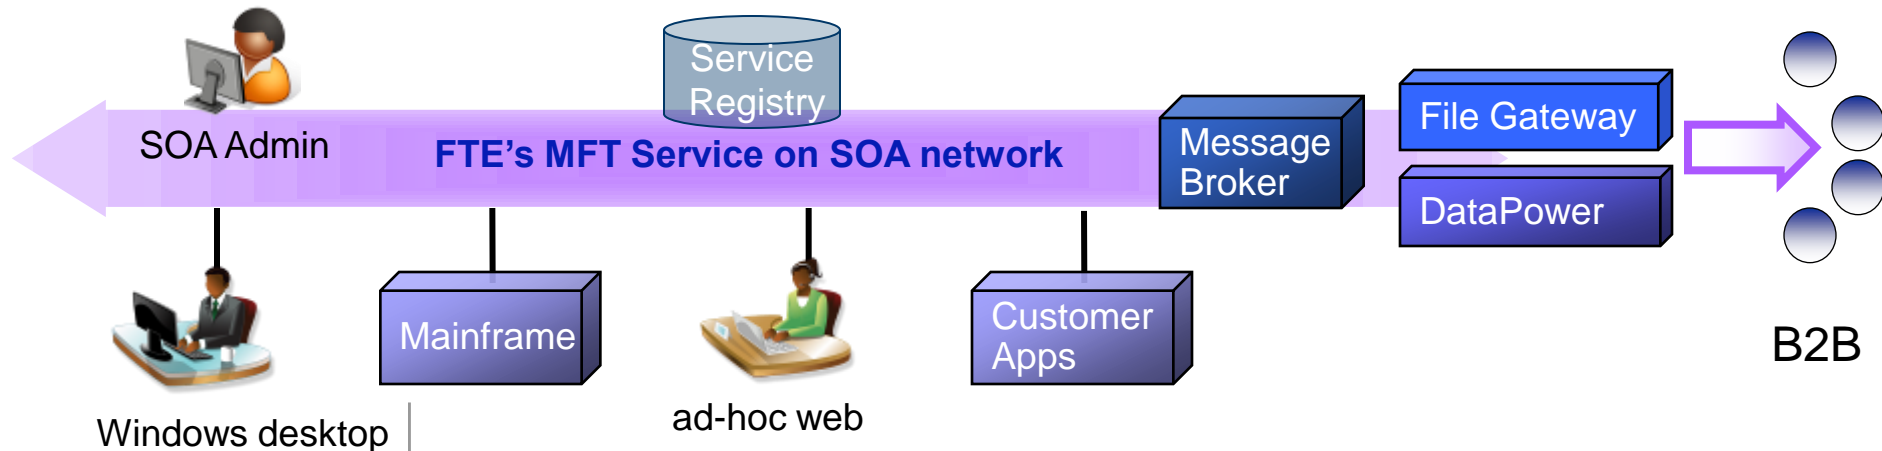 Service
Registry
SOA Admin
FTE’s MFT Service on SOA network
Message
Broker
File Gateway
DataPower
Mainframe
Customer
Apps
B2B
Windows desktop
ad-hoc web